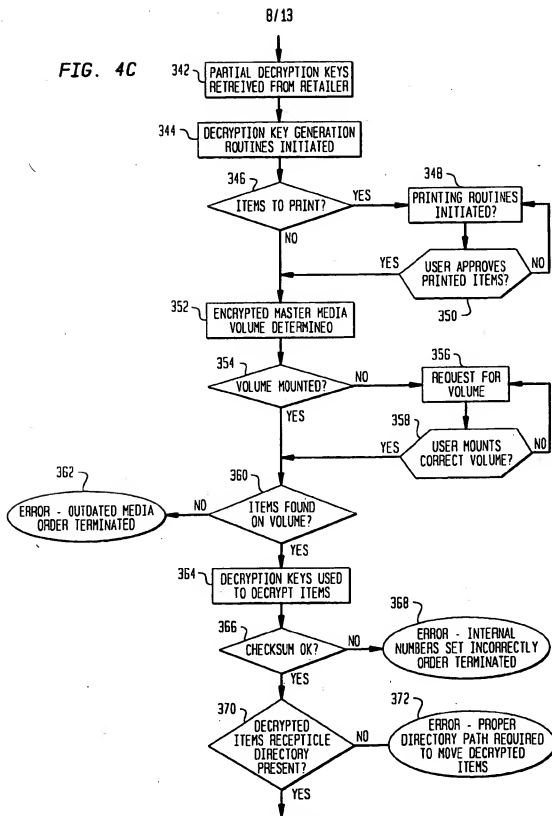 8/13
FIG. 4C
342
PARTIAL DECRYPTION KEYS
RETREIVED FROM RETAILER
344
DECRYPTION KEY GENERATION
ROUTINES INITIATED
346
ITEMS TO PRINT?
YES
NO
348
PRINTING ROUTINES
INITIATED?
YES
USER APPROVES
PRINTED ITEMS?
NO
350
352
ENCRYPTED MASTER MEDIA
VOLUME DETERMINED
354
VOLUME MOUNTED?
NO
YES
356
REQUEST FOR
VOLUME
358
YES
USER MOUNTS
CORRECT VOLUME?
NO
360
ITEMS FOUND
ON VOLUME?
NO
YES
362
ERROR - OUTDATED MEDIA
ORDER TERMINATED
364
DECRYPTION KEYS USED
TO DECRYPT ITEMS
366
CHECKSUM OK?
NO
YES
368
ERROR - INTERNAL
NUMBERS SET INCORRECTLY
ORDER TERMINATED
370
DECRYPTED
ITEMS RECEPTICLE
DIRECTORY
PRESENT?
NO
YES
372
ERROR - PROPER
DIRECTORY PATH REQUIRED
TO MOVE DECRYPTED
ITEMS